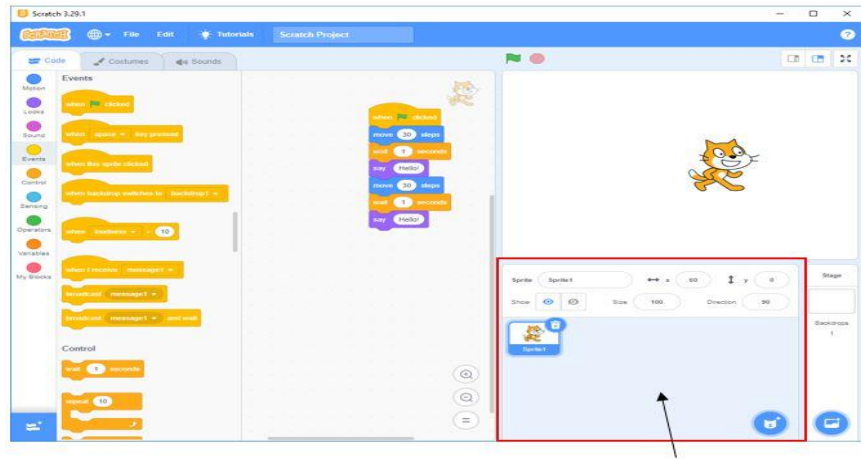 Scratch 3.29.1
SCRATCH File Edit Tutorials Scratch Project
Code Costumes Sounds
Motion
Looks
Sound
Events
Control
Sensing
Operators
Variables
My Blocks
Events
when clicked
when space key pressed
when this sprite clicked
when backdrop switches to backdrop1
when loudness > 10
when I receive message1
broadcast message1
broadcast message1 and wait
Control
wait 1 seconds
repeat 10
when clicked
move 30 steps
wait 1 seconds
say Hello!
move 30 steps
wait 1 seconds
say Hello!
Sprite Sprite1 x 60 y 0
Show Size 100 Direction 90
Sprite1
Stage
Backdrops
1